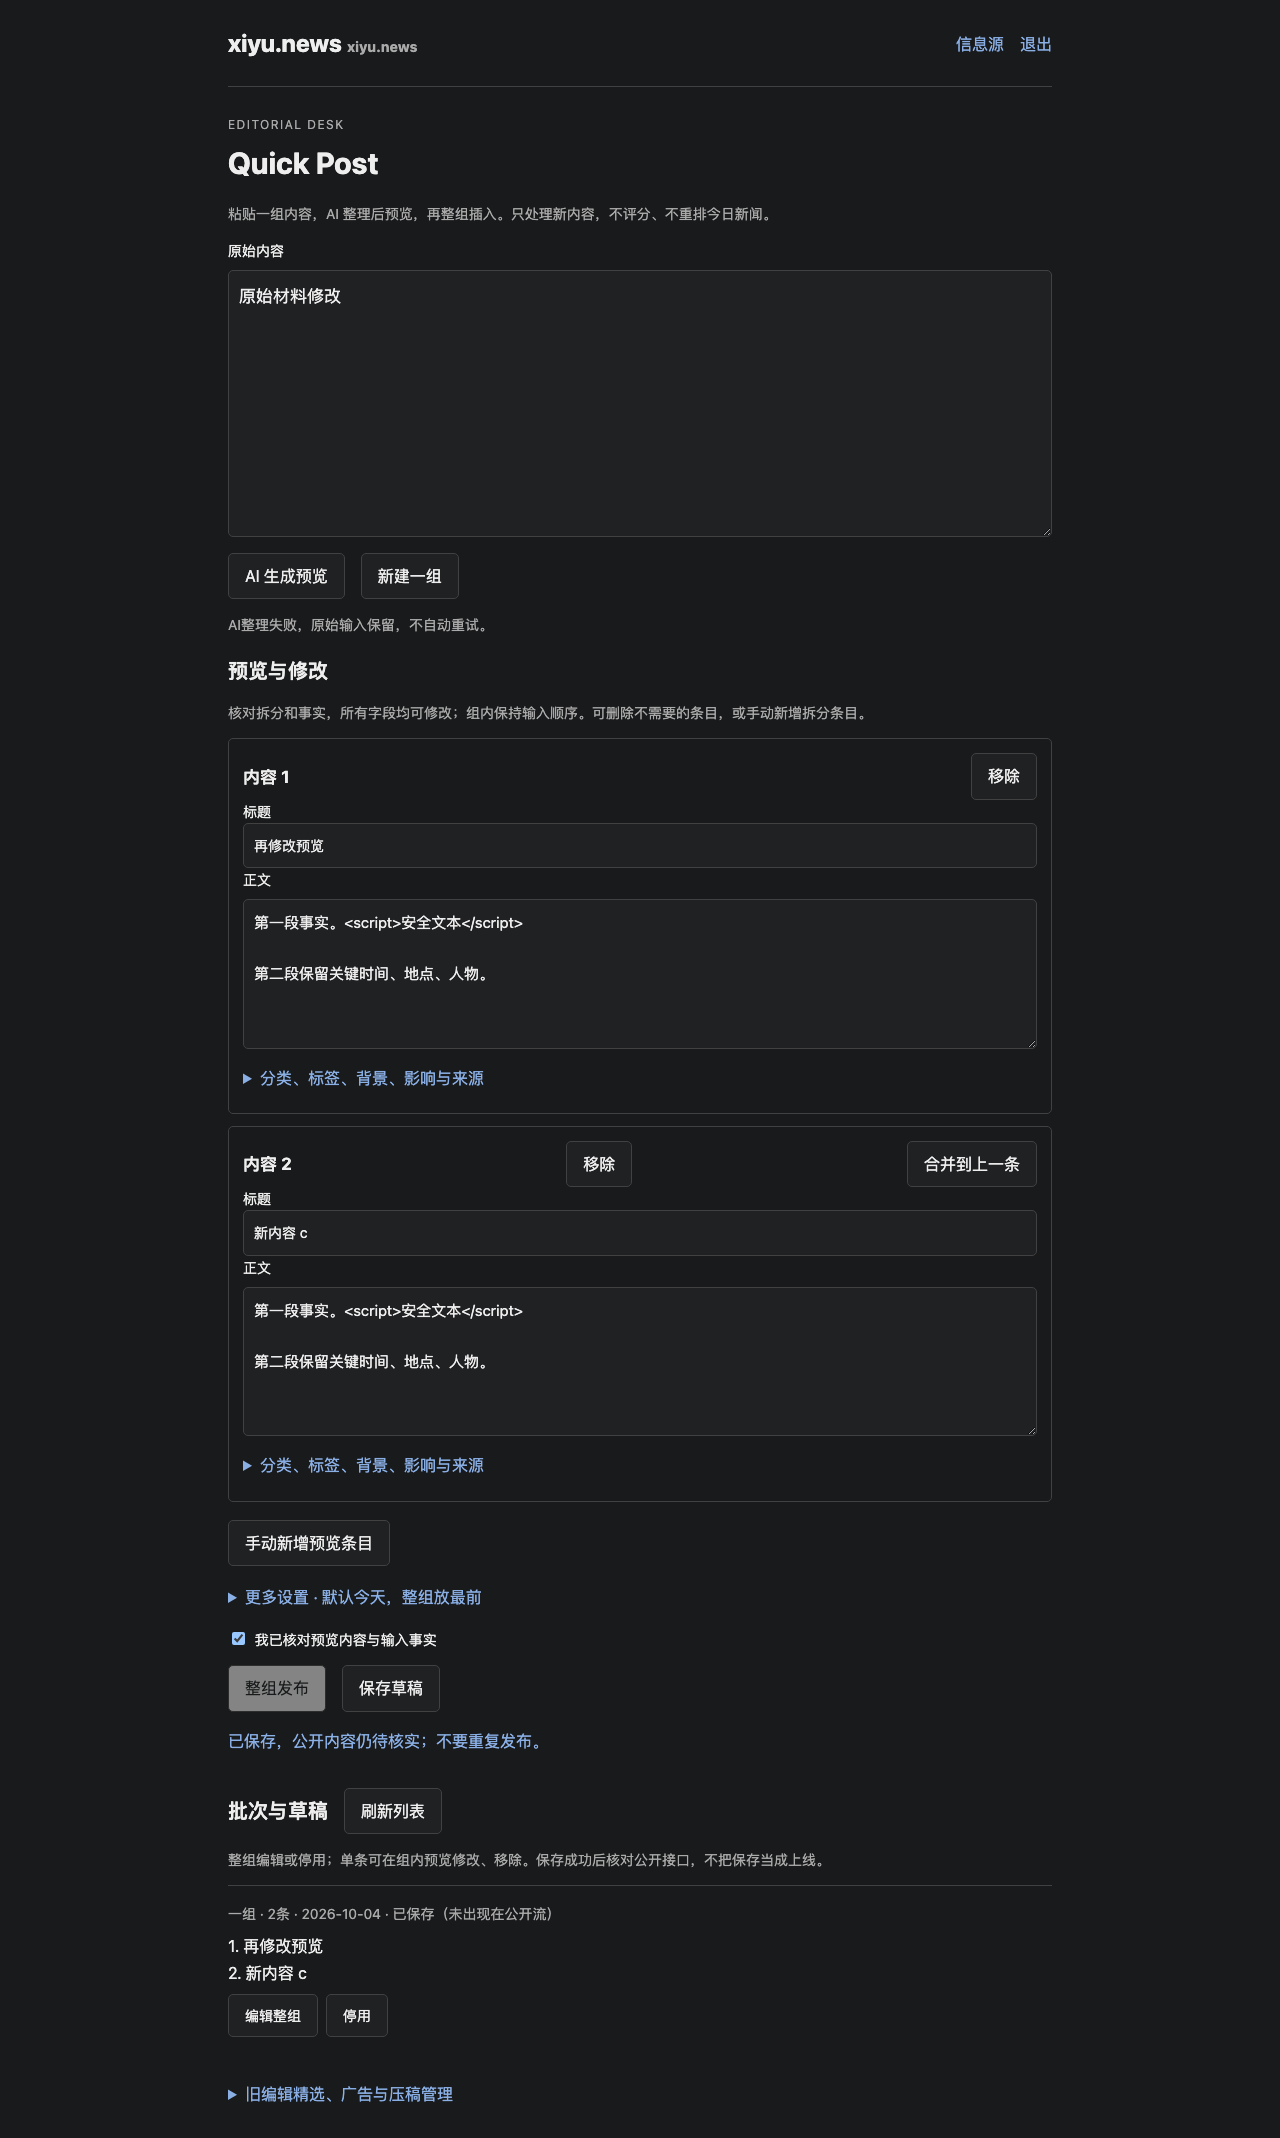 xiyu.news xiyu.news
信息源 退出
EDITORIAL DESK
Quick Post
粘贴一组内容，AI 整理后预览，再整组插入。只处理新内容，不评分、不重排今日新闻。
原始内容
原始材料修改
AI 生成预览 新建一组
AI整理失败，原始输入保留，不自动重试。
预览与修改
核对拆分和事实，所有字段均可修改；组内保持输入顺序。可删除不需要的条目，或手动新增拆分条目。
内容 1 移除
标题
再修改预览
正文
第一段事实。<script>安全文本</script>
第二段保留关键时间、地点、人物。
分类、标签、背景、影响与来源
内容 2 移除 合并到上一条
标题
新内容 c
正文
第一段事实。<script>安全文本</script>
第二段保留关键时间、地点、人物。
分类、标签、背景、影响与来源
手动新增预览条目
更多设置 · 默认今天，整组放最前
我已核对预览内容与输入事实
整组发布 保存草稿
已保存，公开内容仍待核实；不要重复发布。
批次与草稿 刷新列表
整组编辑或停用；单条可在组内预览修改、移除。保存成功后核对公开接口，不把保存当成上线。
一组 · 2条 · 2026-10-04 · 已保存（未出现在公开流）
1. 再修改预览
2. 新内容 c
编辑整组 停用
旧编辑精选、广告与压稿管理